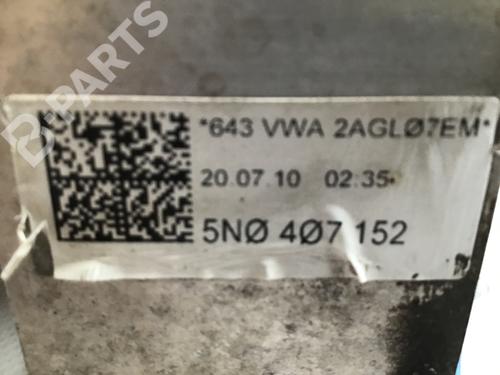 B-PARTS
*643 VWA 2AGLØ7EM*
20.07.10 02:35
5NØ 4Ø7 152